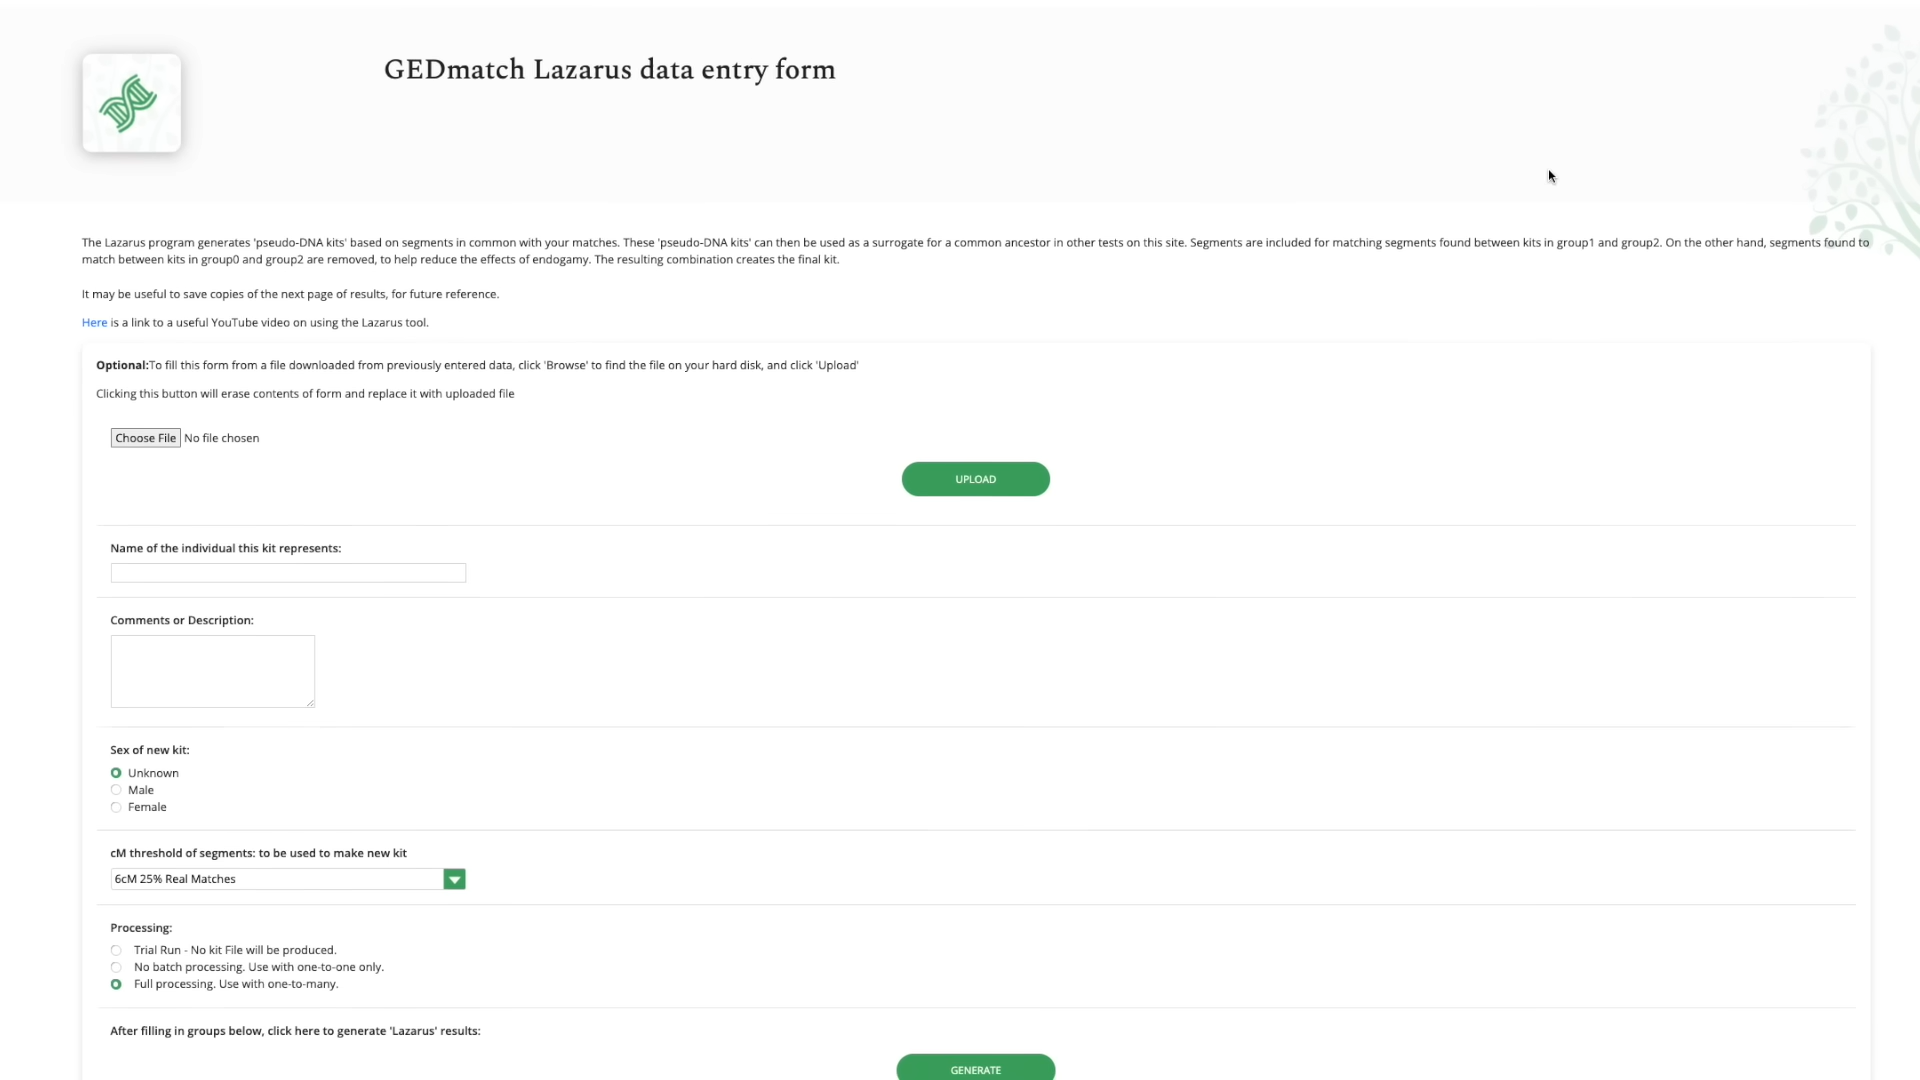 GEDmatch Lazarus data entry form
The Lazarus program generates 'pseudo-DNA kits' based on segments in common with your matches. These 'pseudo-DNA kits' can then be used as a surrogate for a common ancestor in other tests on this site. Segments are included for matching segments found between kits in group1 and group2. On the other hand, segments found to
match between kits in group0 and group2 are removed, to help reduce the effects of endogamy. The resulting combination creates the final kit.
It may be useful to save copies of the next page of results, for future reference.
Here is a link to a useful YouTube video on using the Lazarus tool.
Optional:To fill this form from a file downloaded from previously entered data, click 'Browse' to find the file on your hard disk, and click 'Upload'
Clicking this button will erase contents of form and replace it with uploaded file
Choose File No file chosen
UPLOAD
Name of the individual this kit represents:
Comments or Description:
Sex of new kit:
Unknown
Male
Female
cM threshold of segments: to be used to make new kit
6cM 25% Real Matches
Processing:
Trial Run - No kit File will be produced.
No batch processing. Use with one-to-one only.
Full processing. Use with one-to-many.
After filling in groups below, click here to generate 'Lazarus' results:
GENERATE